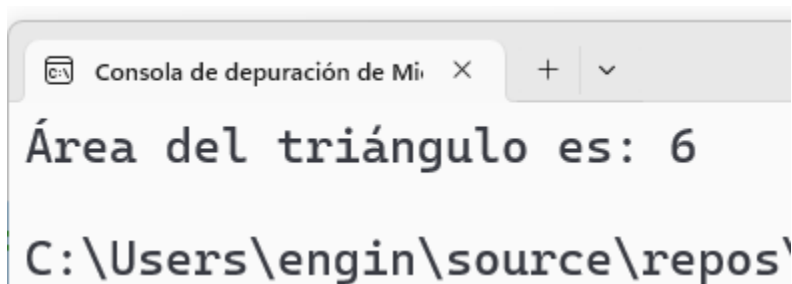 Consola de depuración de Mi
Área del triángulo es: 6
C:\Users\engin\source\repos\